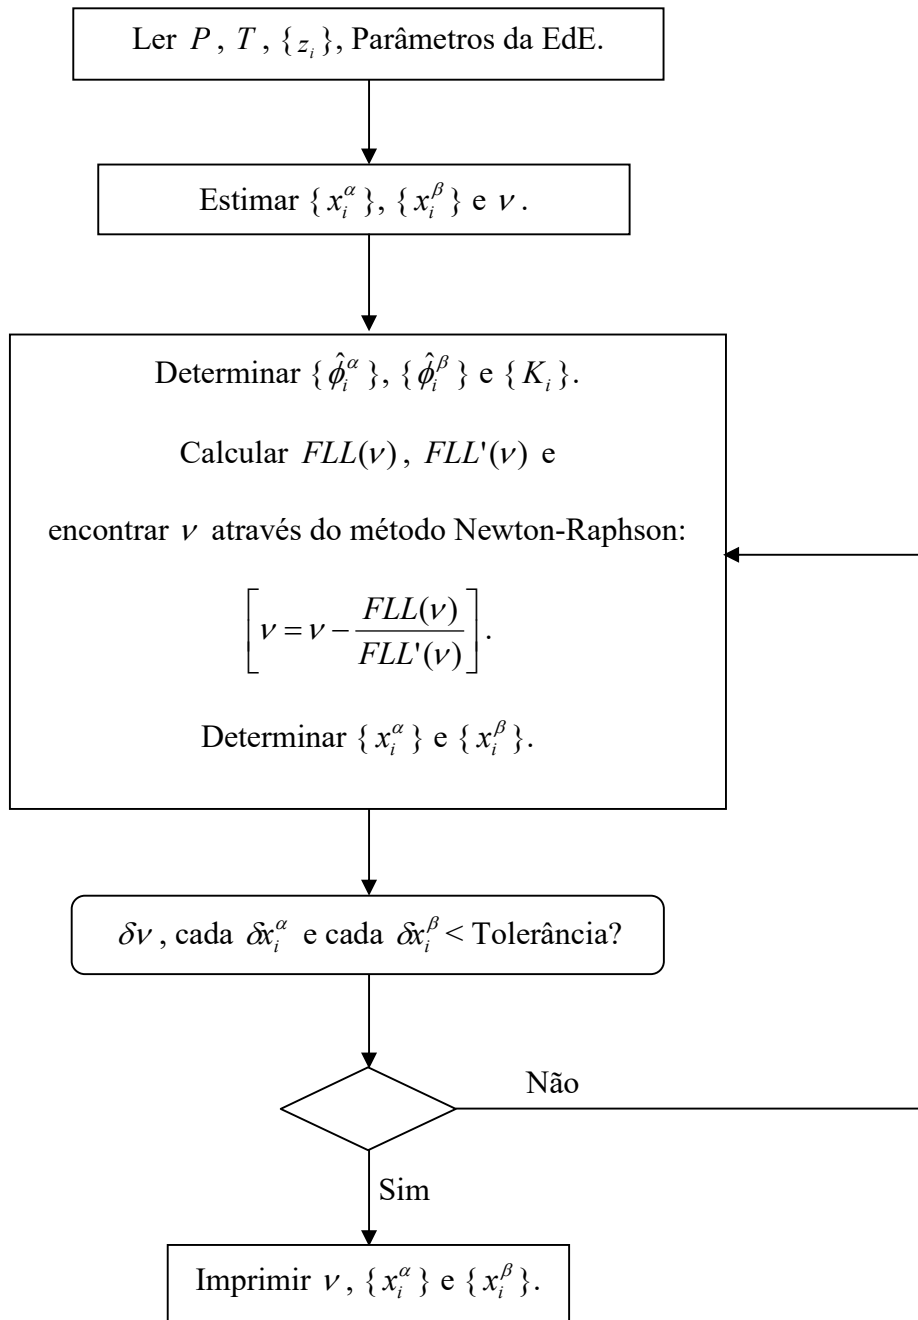 Ler P , T , { z_i }, Parâmetros da EdE.
Estimar { x_i^α }, { x_i^β } e ν .
Determinar { φ̂_i^α }, { φ̂_i^β } e { K_i }.
Calcular FLL(ν) , FLL'(ν) e
encontrar ν através do método Newton-Raphson:
[ ν = ν − FLL(ν) / FLL'(ν) ].
Determinar { x_i^α } e { x_i^β }.
δν , cada δx_i^α e cada δx_i^β < Tolerância?
Não
Sim
Imprimir ν , { x_i^α } e { x_i^β }.